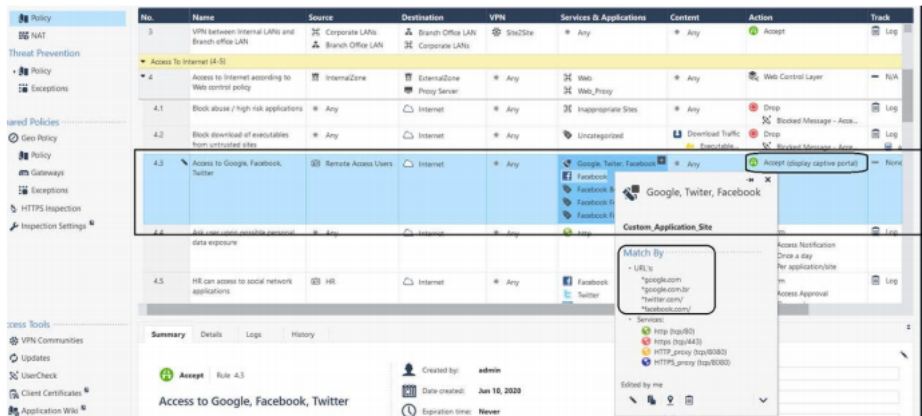 Policy
NAT
Threat Prevention
Policy
Exceptions
ared Policies
Geo Policy
Policy
Gateways
Exceptions
HTTPS Inspection
Inspection Settings
ccess Tools
VPN Communities
Updates
UserCheck
Client Certificates
Application Wiki
No. Name Source Destination VPN Services & Applications Content Action Track
3 VPN between Internal LANs and Corporate LANs Branch Office LAN Site2Site Any Any Accept Log
Branch office LAN Branch Office LAN Corporate LANs
Access To Internet (4-5)
4 Access to Internet according to InternalZone ExternalZone Any Web Any Web Control Layer N/A
Web control policy Proxy Server Web_Proxy
4.1 Block abuse / high risk applications Any Internet Any Inappropriate Sites Any Drop Log
Blocked Message - Acce...
4.2 Block download of executables Any Internet Any Uncategorized Download Traffic Drop Log
from untrusted sites Executable... Blocked Message - Acce...
4.3 Access to Google, Facebook, Remote Access Users Internet Any Google, Twiter, Facebook Any Accept (display captive portal) None
Twitter Facebook
Facebook
Facebook
Facebook
4.4 Ask user upon possible personal Any Internet Any http Log
data exposure Access Notification
Once a day
Per application/site
4.5 HR can access to social network HR Internet Any Facebook Log
applications Twitter Access Approval
Google, Twiter, Facebook
Custom_Application_Site
Match By
- URL's:
*google.com
*google.com.br
*twitter.com/
*facebook.com/
- Services:
http (tcp/80)
https (tcp/443)
HTTP_proxy (tcp/8080)
HTTPS_proxy (tcp/8080)
Edited by me
Summary Details Logs History
Accept Rule 4.3
Access to Google, Facebook, Twitter
Created by: admin
Date created: Jun 10, 2020
Expiration time: Never